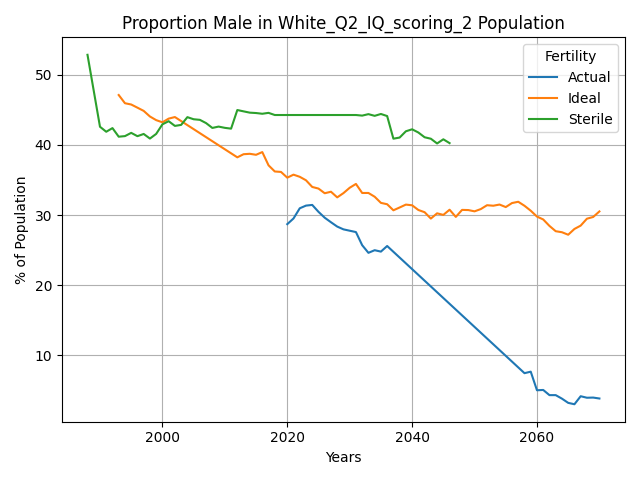 Proportion Male in White_Q2_IQ_scoring_2 Population
Fertility
Actual
Ideal
Sterile
% of Population
50
40
30
20
10
2000
2020
2040
2060
Years